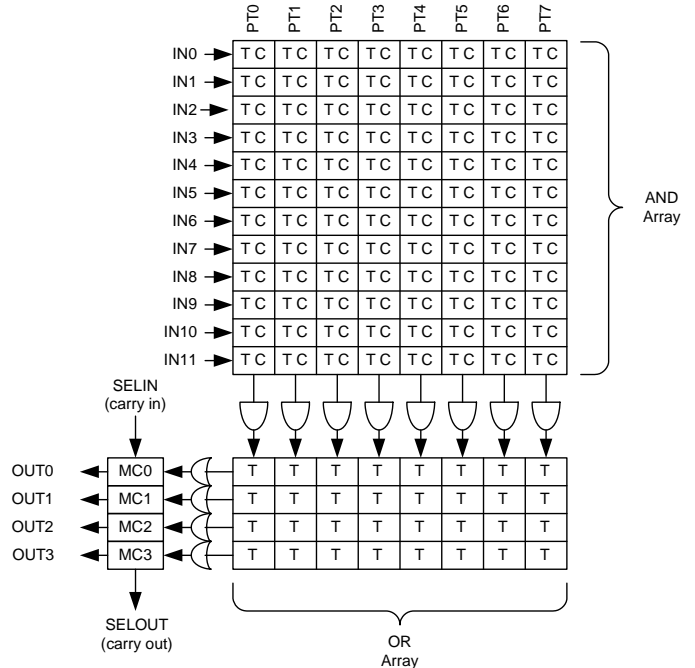 PT0 PT1 PT2 PT3 PT4 PT5 PT6 PT7
IN0 T C T C T C T C T C T C T C T C
IN1 T C T C T C T C T C T C T C T C
IN2 T C T C T C T C T C T C T C T C
IN3 T C T C T C T C T C T C T C T C
IN4 T C T C T C T C T C T C T C T C
IN5 T C T C T C T C T C T C T C T C
IN6 T C T C T C T C T C T C T C T C
IN7 T C T C T C T C T C T C T C T C
IN8 T C T C T C T C T C T C T C T C
IN9 T C T C T C T C T C T C T C T C
IN10 T C T C T C T C T C T C T C T C
IN11 T C T C T C T C T C T C T C T C
AND
Array
SELIN
(carry in)
OUT0 MC0 T T T T T T T T
OUT1 MC1 T T T T T T T T
OUT2 MC2 T T T T T T T T
OUT3 MC3 T T T T T T T T
SELOUT
(carry out)
OR
Array